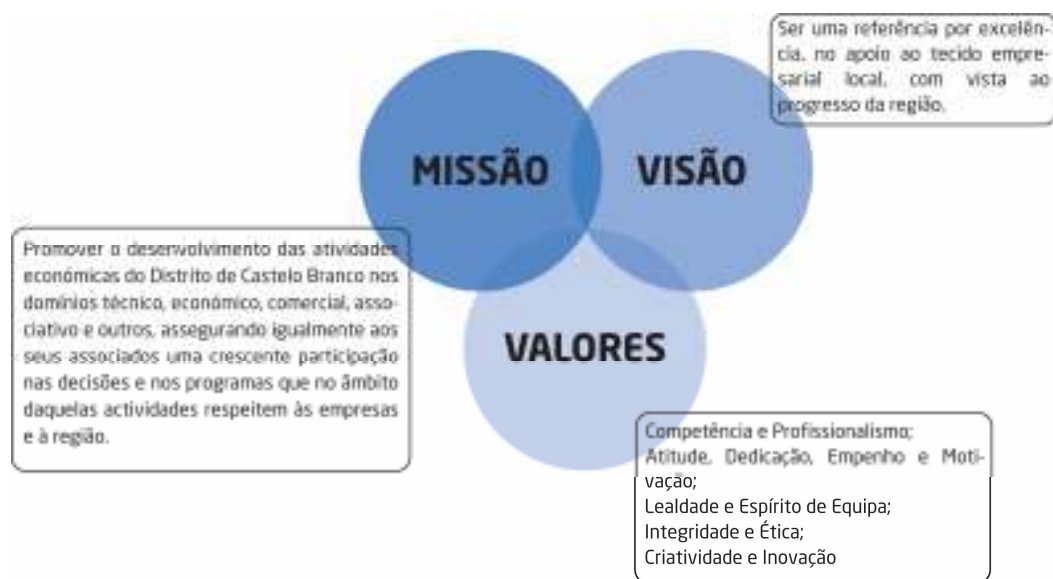 Ser uma referência por excelên-
cia, no apoio ao tecido empre-
sarial local, com vista ao
progresso da região.
MISSÃO
VISÃO
Promover o desenvolvimento das atividades
económicas do Distrito de Castelo Branco nos
domínios técnico, económico, comercial, asso-
ciativo e outros, assegurando igualmente aos
seus associados uma crescente participação
nas decisões e nos programas que no âmbito
daquelas actividades respeitem às empresas
e à região.
VALORES
Competência e Profissionalismo;
Atitude, Dedicação, Empenho e Moti-
vação;
Lealdade e Espírito de Equipa;
Integridade e Ética;
Criatividade e Inovação